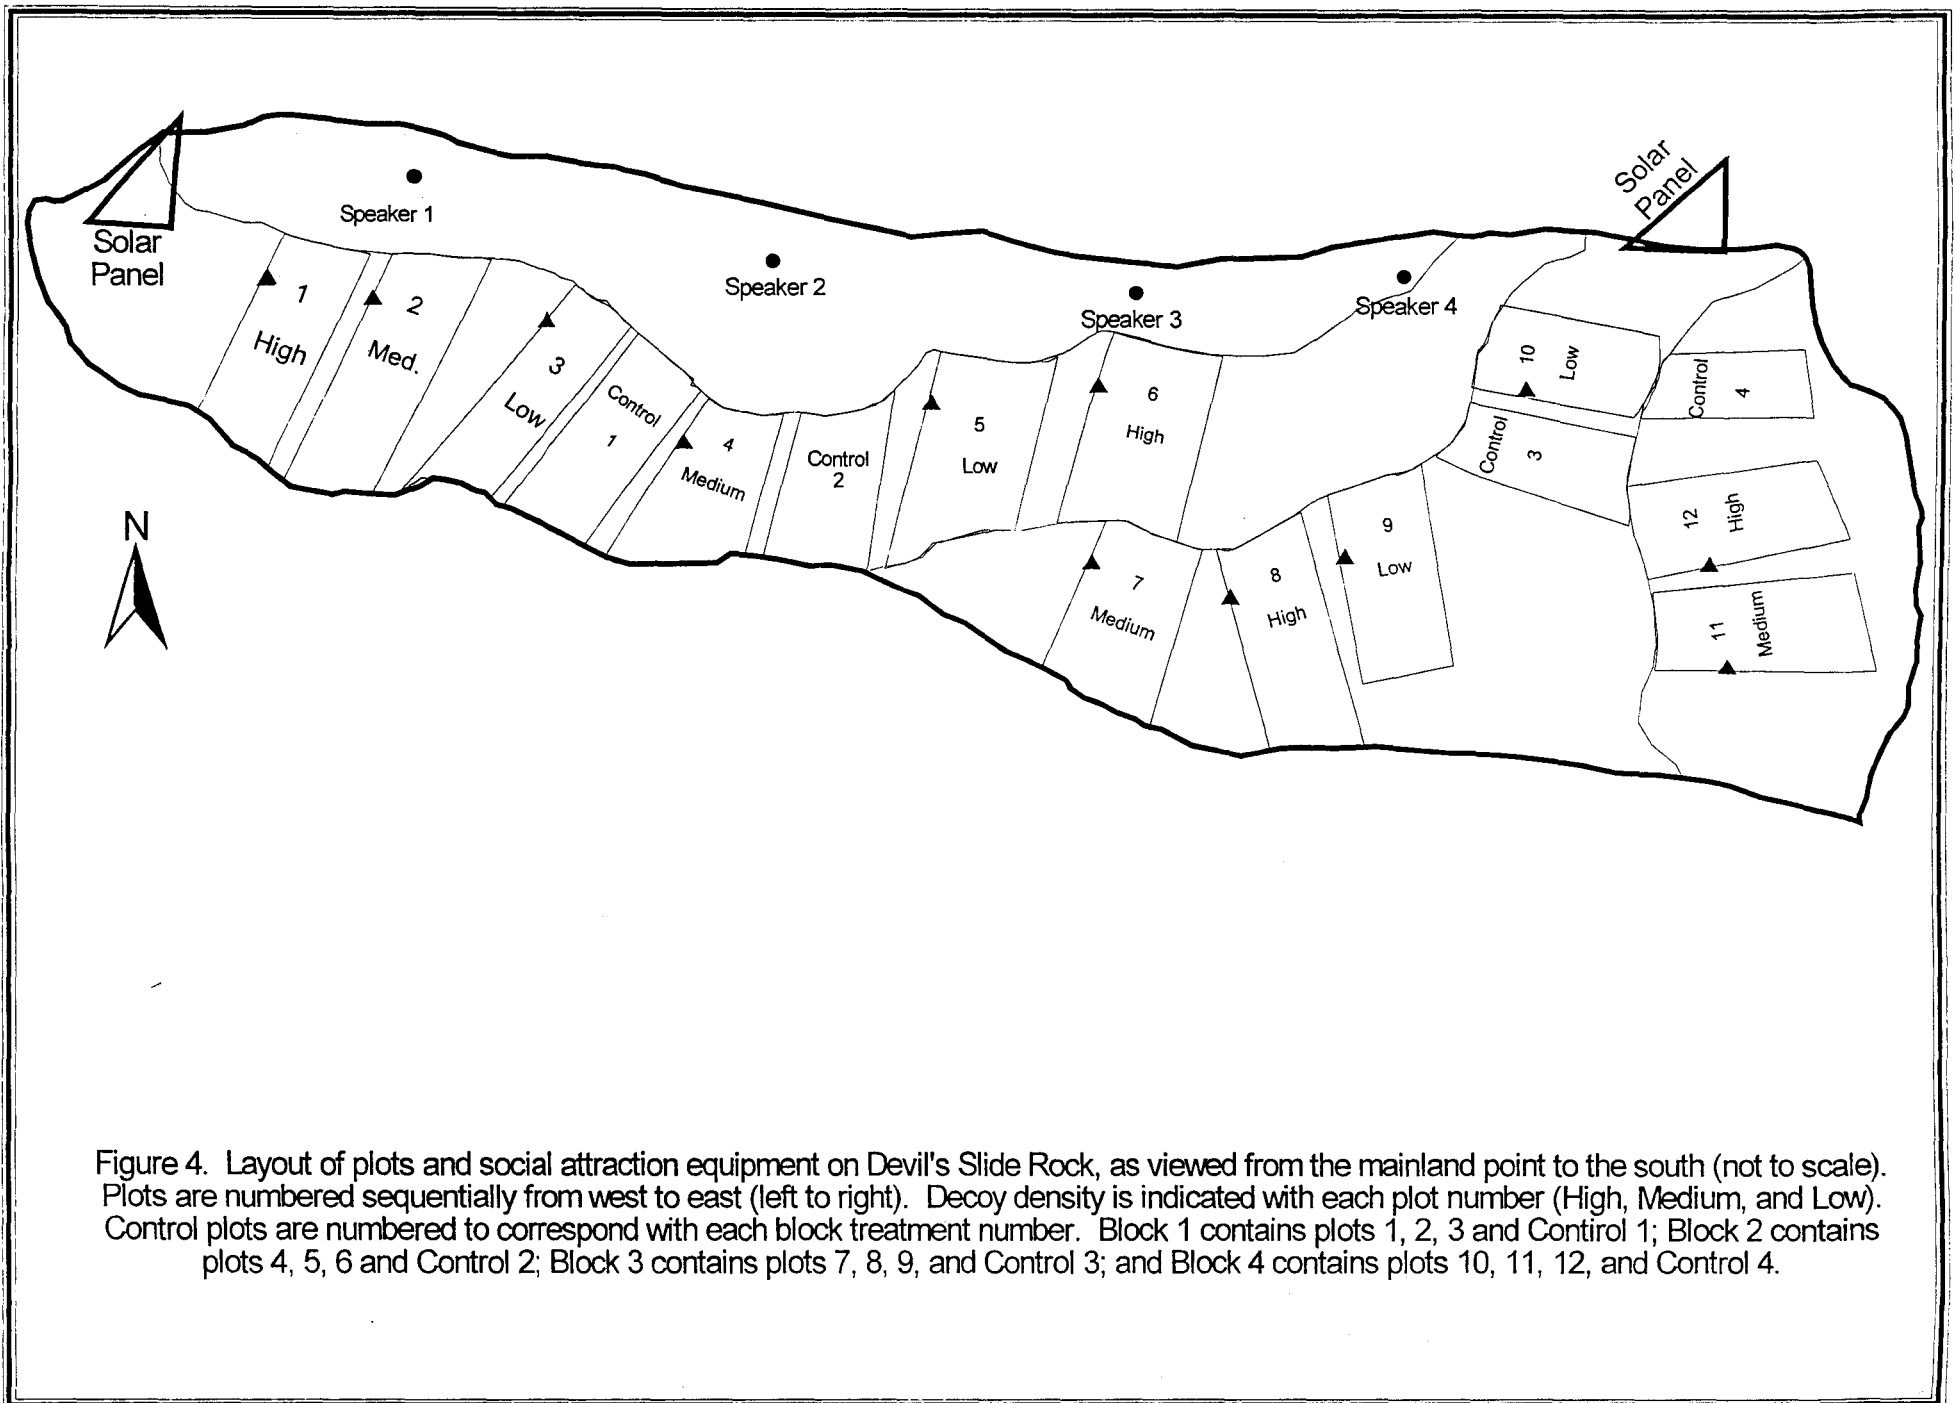 Solar
Panel
Speaker 1
Speaker 2
Speaker 3
Speaker 4
Solar
Panel
1
High
2
Med.
3
Low
Control
1
4
Medium
Control
2
5
Low
6
High
7
Medium
8
High
9
Low
10
Low
Control
3
Control
4
12
High
11
Medium
N
Figure 4. Layout of plots and social attraction equipment on Devil's Slide Rock, as viewed from the mainland point to the south (not to scale).
Plots are numbered sequentially from west to east (left to right). Decoy density is indicated with each plot number (High, Medium, and Low).
Control plots are numbered to correspond with each block treatment number. Block 1 contains plots 1, 2, 3 and Contirol 1; Block 2 contains
plots 4, 5, 6 and Control 2; Block 3 contains plots 7, 8, 9, and Control 3; and Block 4 contains plots 10, 11, 12, and Control 4.